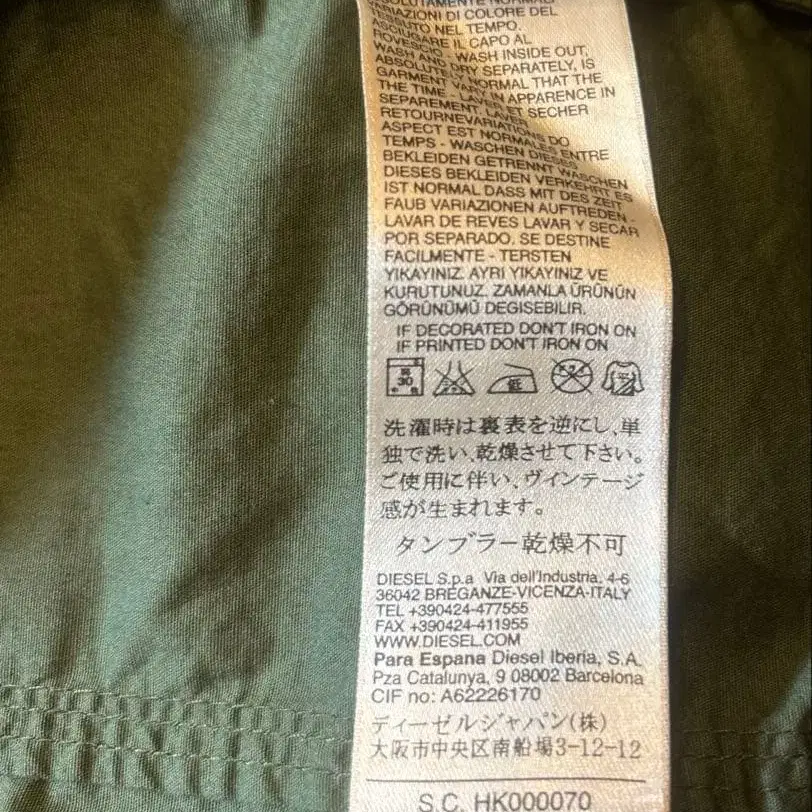 SOLUTAMENTE NORMALI
RIAZIONI DI COLORE DEL
TESSUTO NEL TEMPO.
ASCIUGARE IL CAPO AL
ROVESCIO - WASH INSIDE OUT,
WASH AND DRY SEPARATELY, IS
ABSOLUTELY NORMAL THAT THE
GARMENT VARY IN APPARENCE IN
THE TIME - LAVER ET SECHER
SEPAREMENT, LAVER
RETOURNEVARIATIONS DO
ASPECT EST NORMALES ENTRE
TEMPS - WASCHEN DIESES
BEKLEIDEN GETRENNT WASCHEN
DIESES BEKLEIDEN VERKEHRT ES
IST NORMAL DASS MIT DES ZEIT
FAUB VARIAZIONEN AUFTREDEN -
LAVAR DE REVES LAVAR Y SECAR
POR SEPARADO. SE DESTINE
FACILMENTE - TERSTEN
YIKAYINIZ. AYRI YIKAYINIZ VE
KURUTUNUZ. ZAMANLA ÜRÜNÜN
GÖRÜNÜMÜ DEGISEBILIR.
IF DECORATED DON'T IRON ON
IF PRINTED DON'T IRON ON
30 低
洗濯時は裏表を逆にし、単
独で洗い、乾燥させて下さい。
ご使用に伴い、ヴィンテージ
感が生まれます。
タンブラー乾燥不可
DIESEL S.p.a Via dell'Industria, 4-6
36042 BREGANZE-VICENZA-ITALY
TEL +390424-477555
FAX +390424-411955
WWW.DIESEL.COM
Para Espana Diesel Iberia, S.A.
Pza Catalunya, 9 08002 Barcelona
CIF no: A62226170
ディーゼルジャパン(株)
大阪市中央区南船場3-12-12
S.C. HK000070